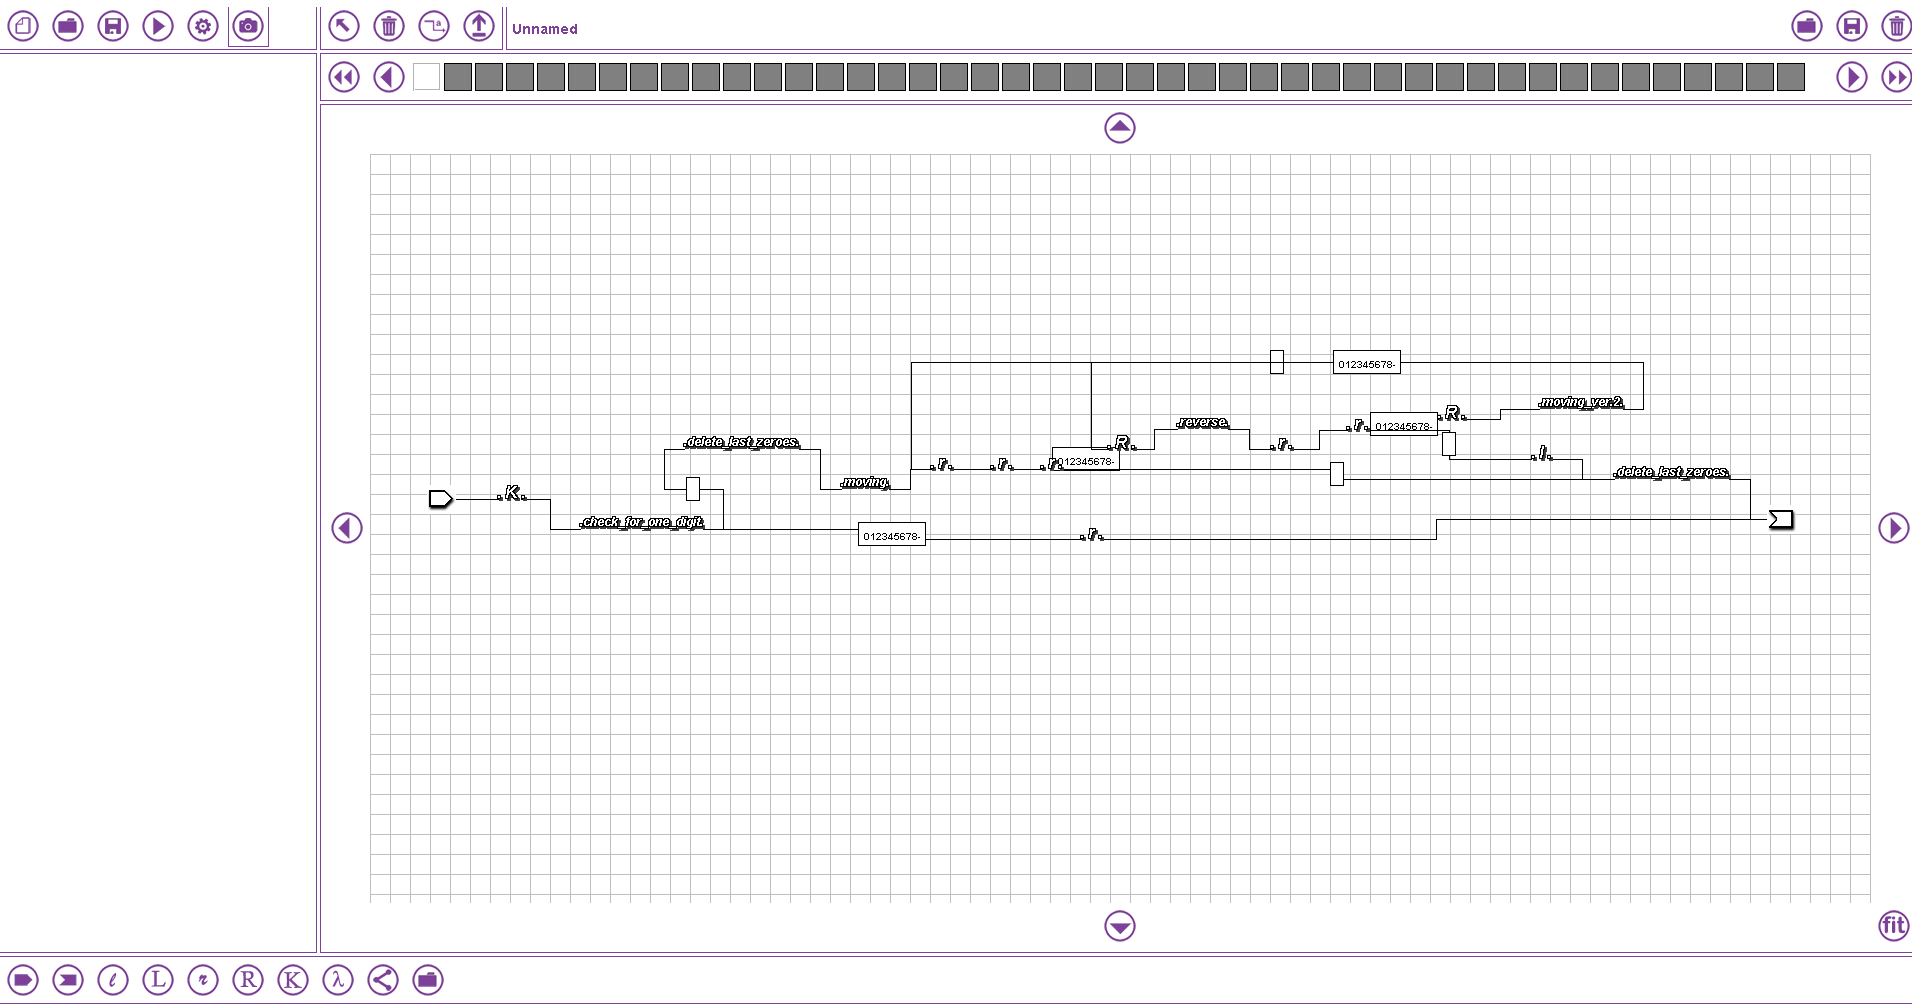 Unnamed
012345678-
.moving_ver.2.
.R.
.reverse.
.r.
012345678-
.delete_last_zeroes.
.R.
.r.
.l.
.r.
.r.
.r.
012345678-
.delete_last_zeroes.
.moving.
.K.
.check_for_one_digit.
012345678-
.r.
fit
l
L
r
R
K
λ